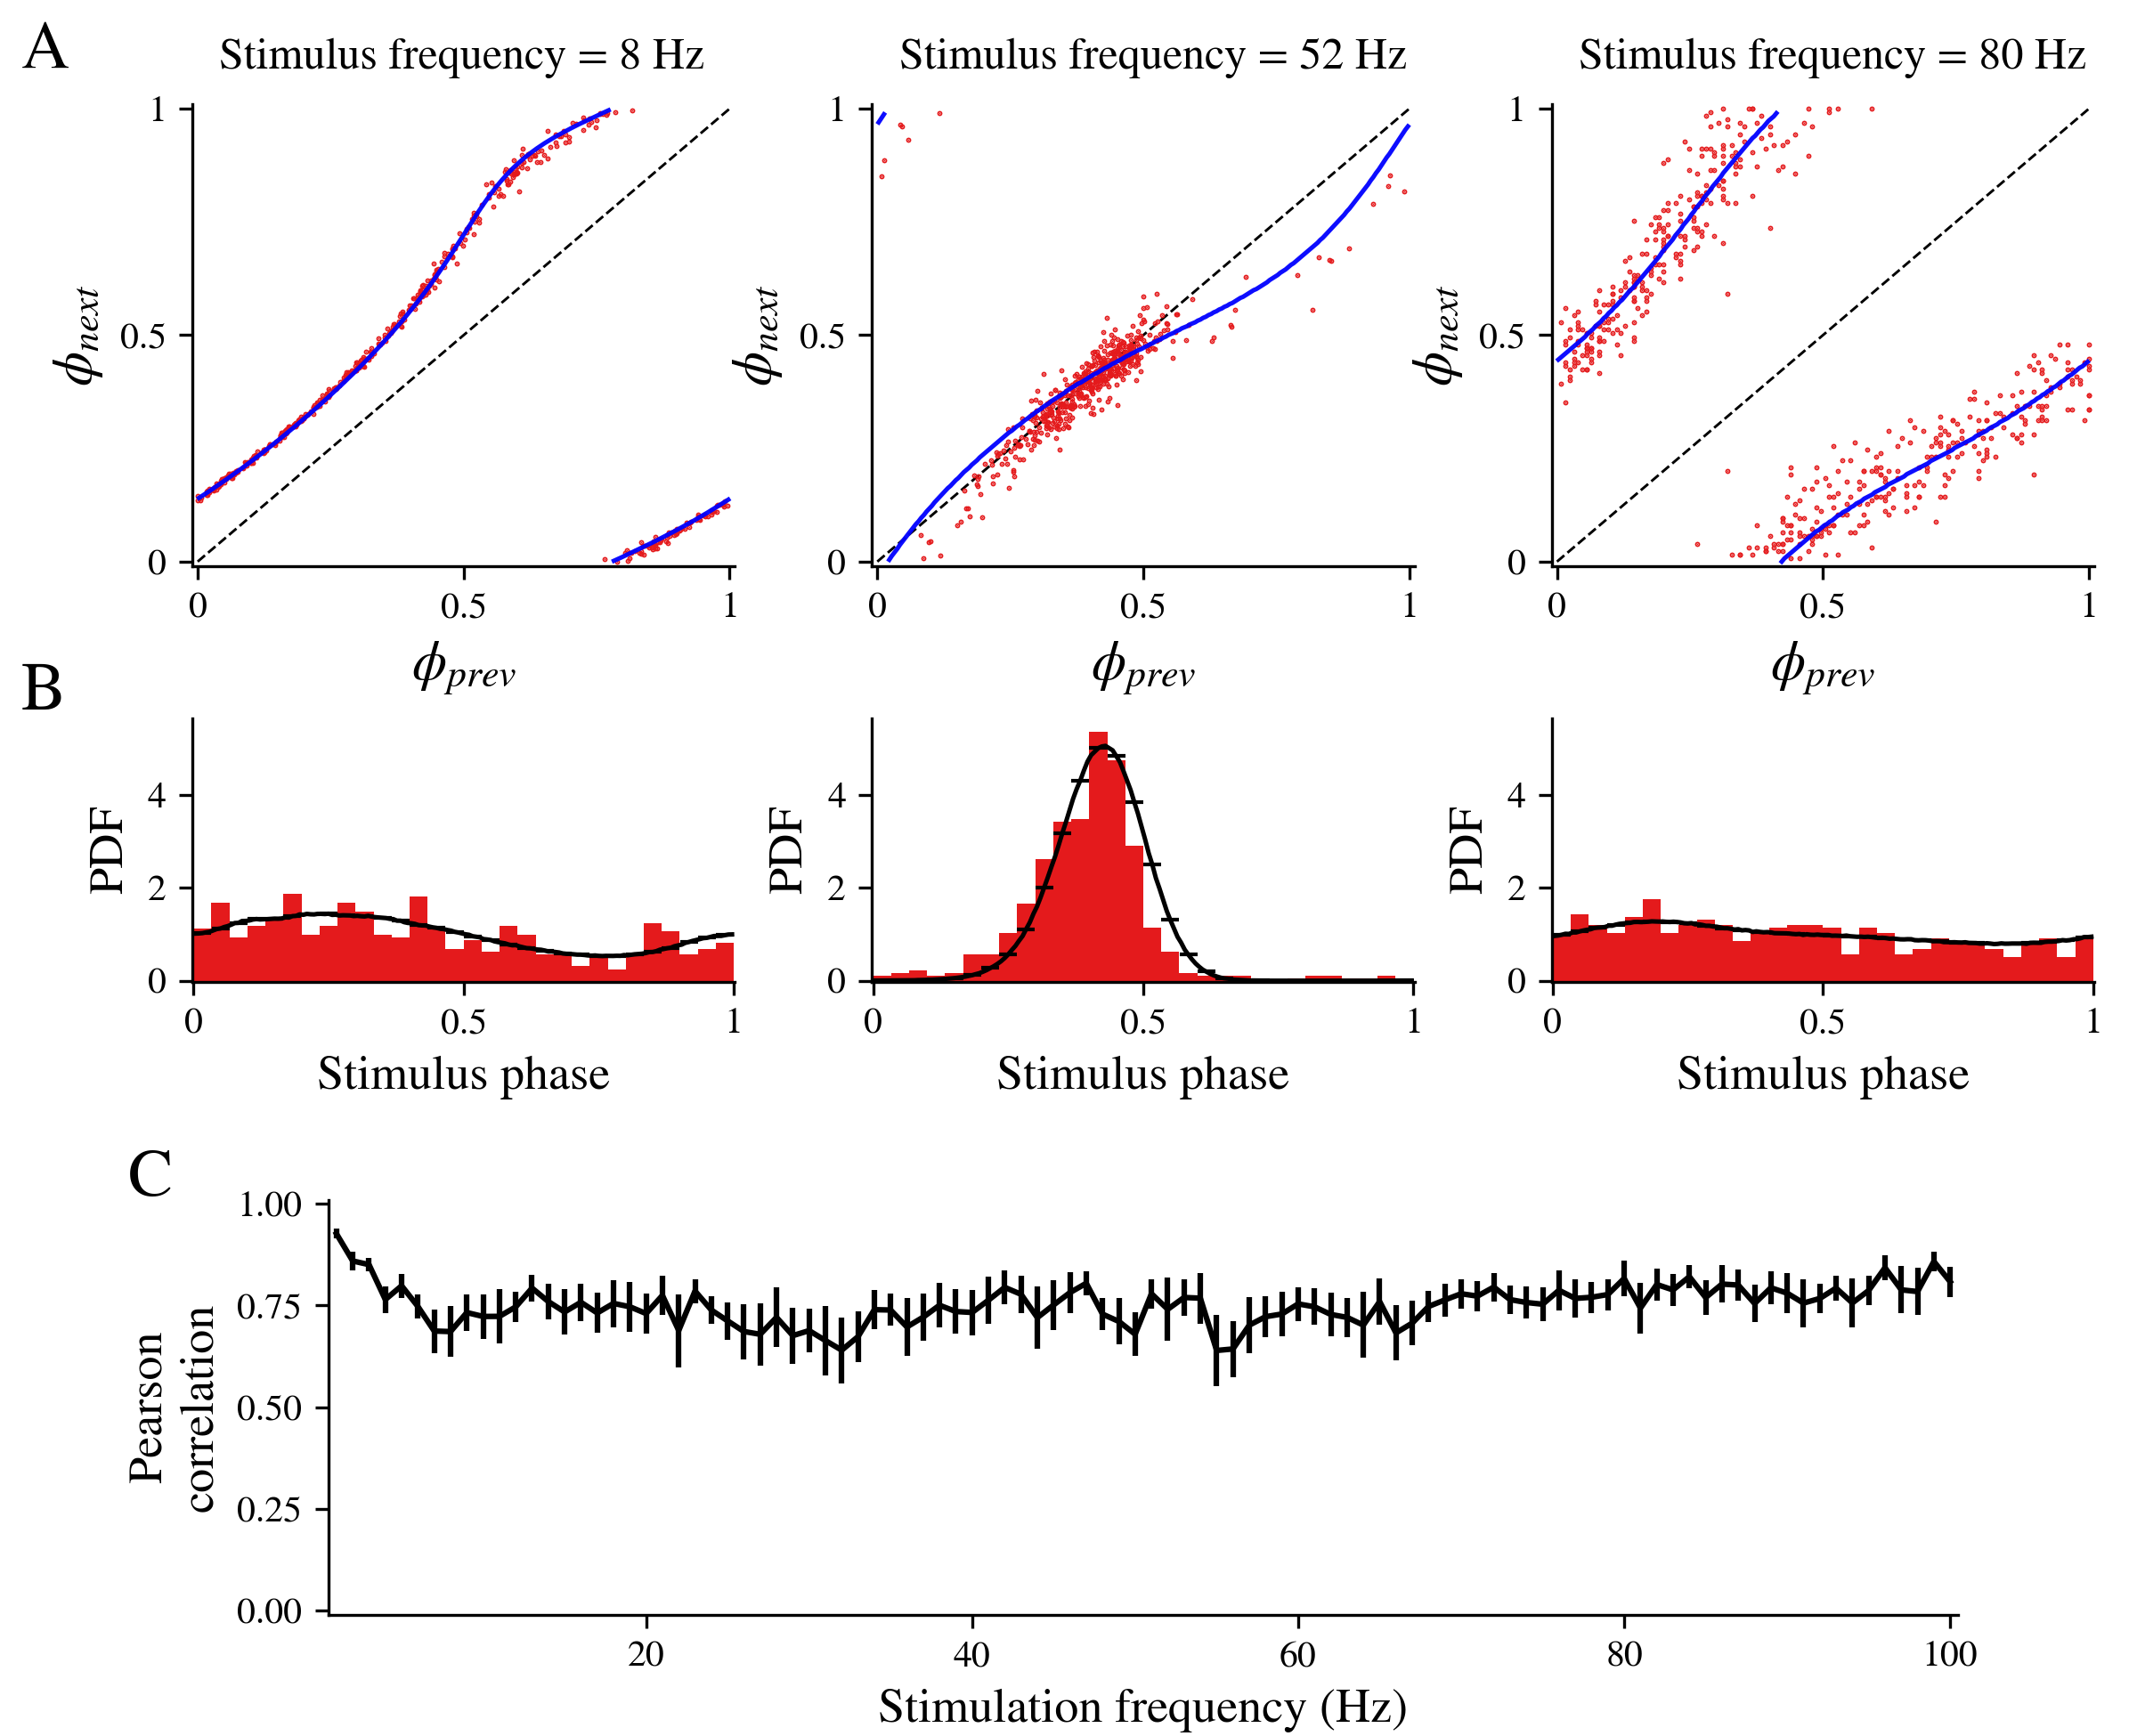 A
Stimulus frequency = 8 Hz
Stimulus frequency = 52 Hz
Stimulus frequency = 80 Hz
1
0.5
0
ϕnext
0
0.5
1
ϕprev
1
0.5
0
ϕnext
0
0.5
1
ϕprev
1
0.5
0
ϕnext
0
0.5
1
ϕprev
B
PDF
4
2
0
0
0.5
1
Stimulus phase
PDF
4
2
0
0
0.5
1
Stimulus phase
PDF
4
2
0
0
0.5
1
Stimulus phase
C
Pearson
correlation
1.00
0.75
0.50
0.25
0.00
20
40
60
80
100
Stimulation frequency (Hz)